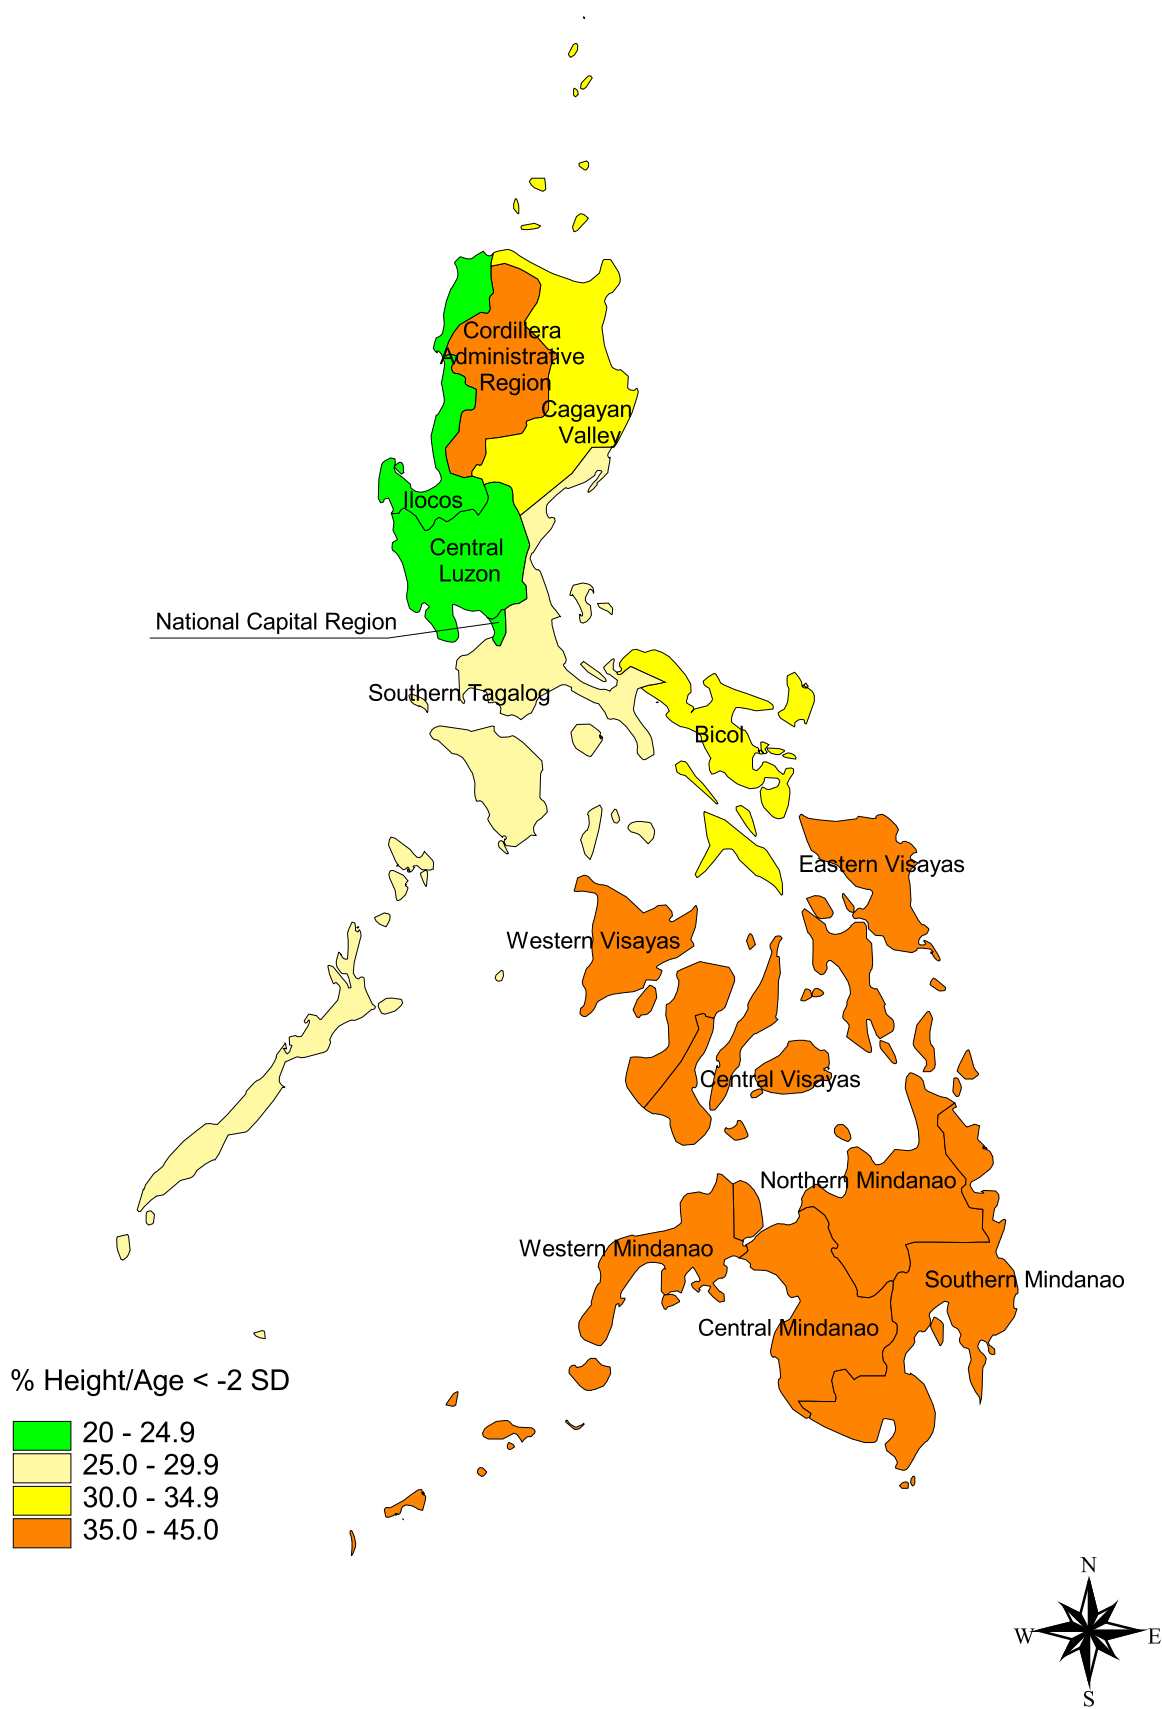 Cordillera
Administrative
Region
Cagayan
Valley
Ilocos
Central
Luzon
National Capital Region
Southern Tagalog
Bicol
Eastern Visayas
Western Visayas
Central Visayas
Northern Mindanao
Western Mindanao
Southern Mindanao
Central Mindanao
% Height/Age < -2 SD
20 - 24.9
25.0 - 29.9
30.0 - 34.9
35.0 - 45.0
N
W
E
S